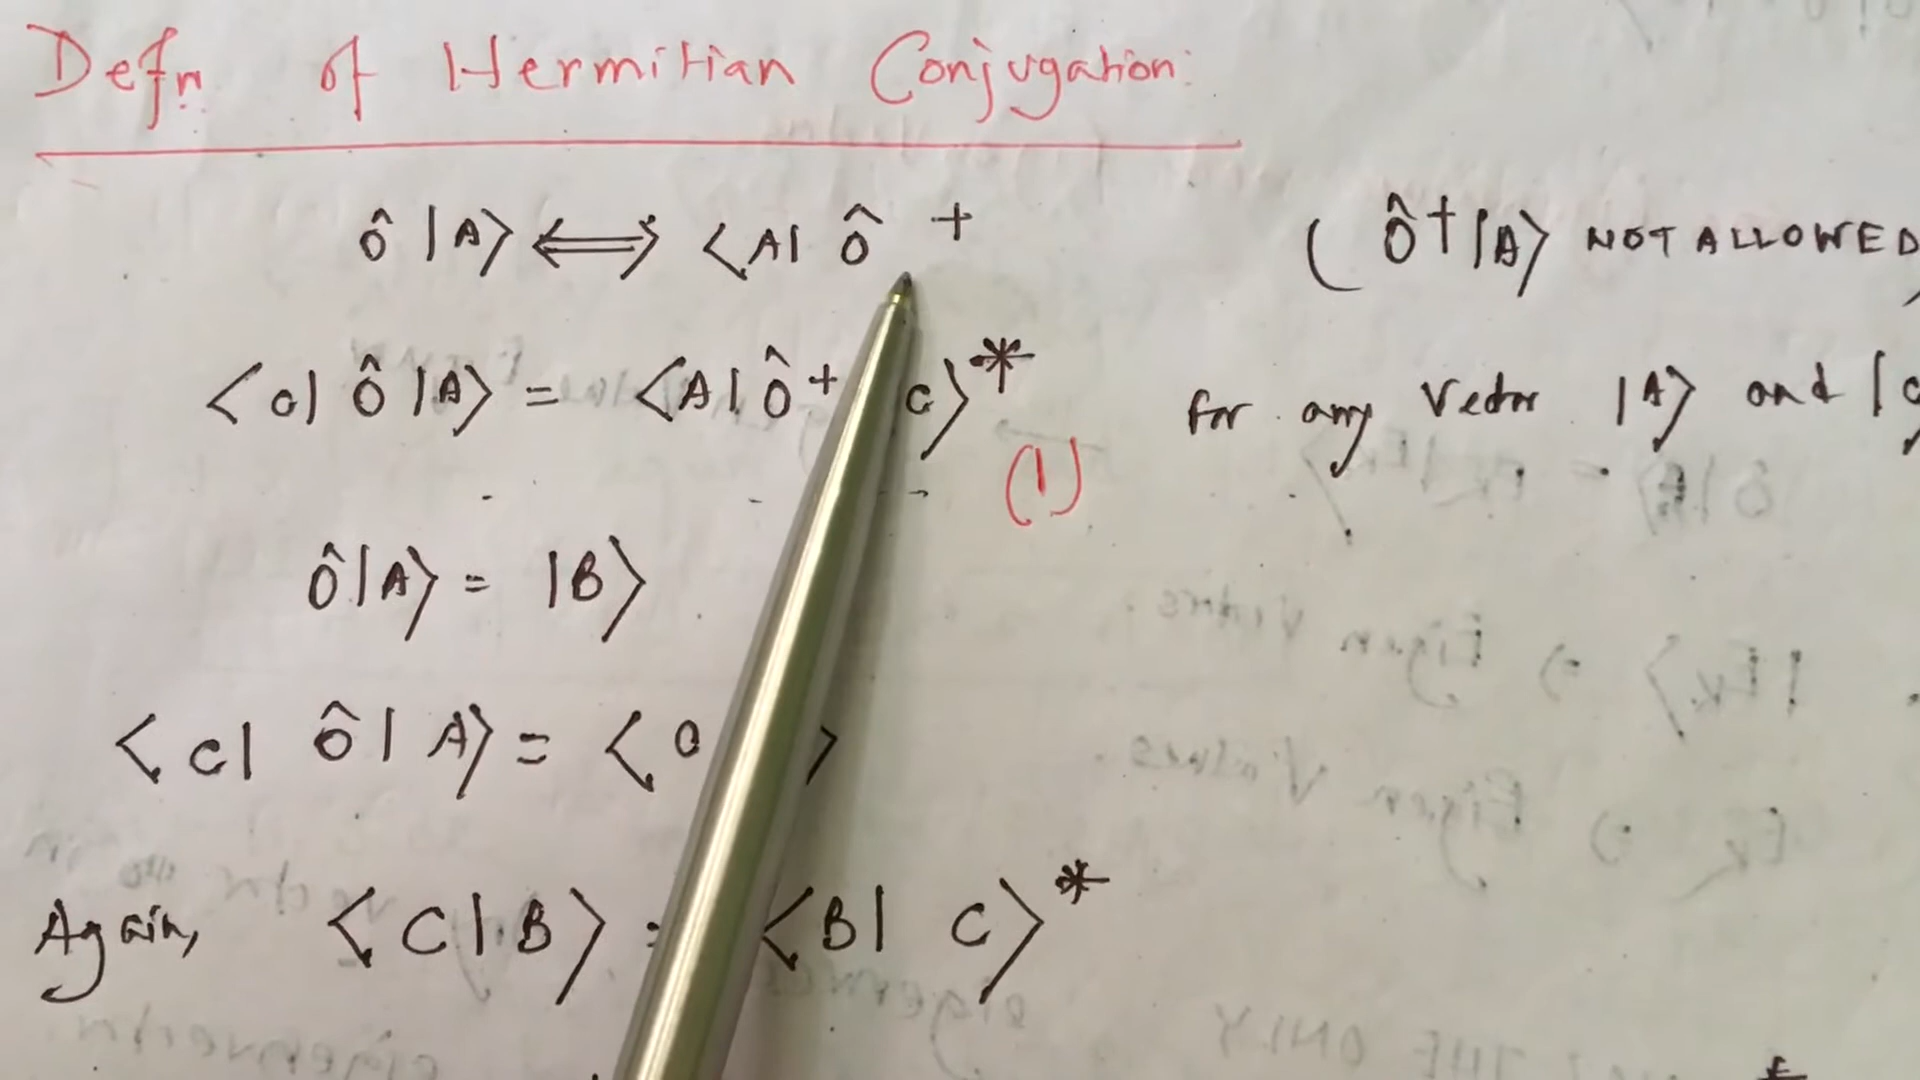 Defn of Hermitian Conjugation:
Ô |A⟩ ⟺ ⟨A| Ô † ( Ô†|A⟩ NOT ALLOWED
⟨C| Ô |A⟩ = ⟨A| Ô† C⟩* for any Vector |A⟩ and |C
(1)
Ô|A⟩ = |B⟩
⟨C| Ô | A⟩ = ⟨ C ⟩
Again, ⟨C|B⟩ = ⟨B| C⟩*